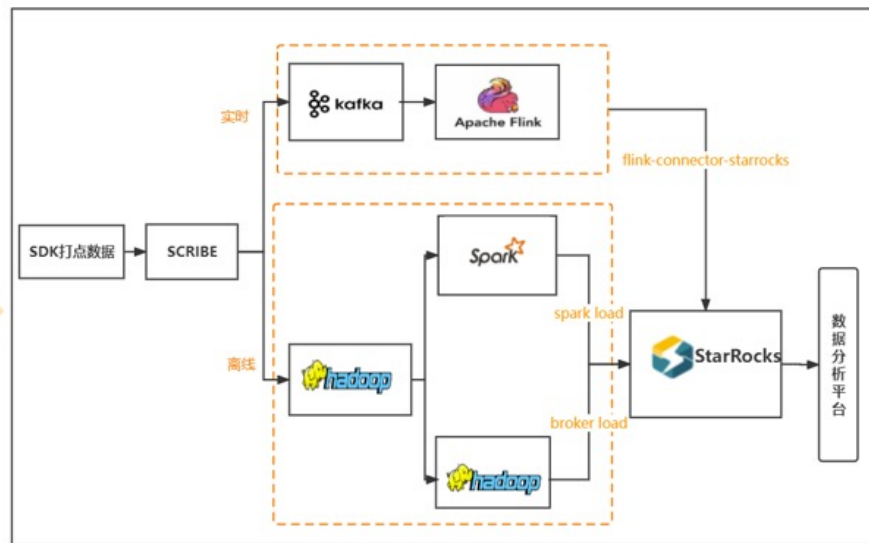 SDK打点数据
SCRIBE
实时
kafka
Apache Flink
flink-connector-starrocks
离线
hadoop
Spark
spark load
hadoop
broker load
StarRocks
数据分析平台